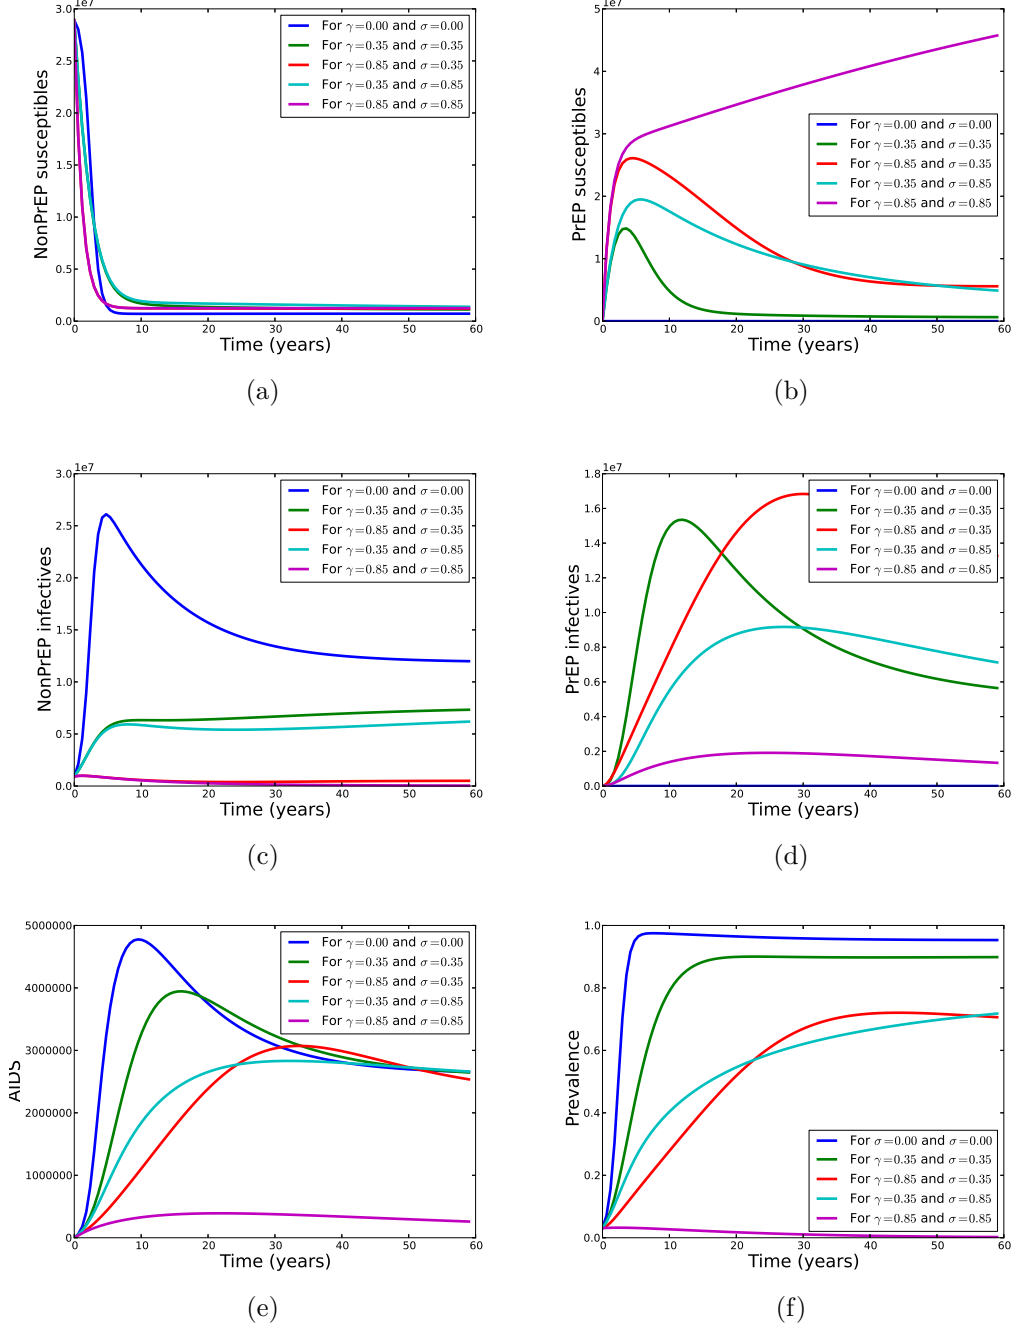 1e7
3.0
2.5
2.0
1.5
1.0
0.5
0.0
0 10 20 30 40 50 60
NonPrEP susceptibles
Time (years)
For γ=0.00 and σ=0.00
For γ=0.35 and σ=0.35
For γ=0.85 and σ=0.35
For γ=0.35 and σ=0.85
For γ=0.85 and σ=0.85
(a)
1e7
5
4
3
2
1
0
0 10 20 30 40 50 60
PrEP susceptibles
Time (years)
For γ=0.00 and σ=0.00
For γ=0.35 and σ=0.35
For γ=0.85 and σ=0.35
For γ=0.35 and σ=0.85
For γ=0.85 and σ=0.85
(b)
1e7
3.0
2.5
2.0
1.5
1.0
0.5
0.0
0 10 20 30 40 50 60
NonPrEP infectives
Time (years)
For γ=0.00 and σ=0.00
For γ=0.35 and σ=0.35
For γ=0.85 and σ=0.35
For γ=0.35 and σ=0.85
For γ=0.85 and σ=0.85
(c)
1e7
1.8
1.6
1.4
1.2
1.0
0.8
0.6
0.4
0.2
0.0
0 10 20 30 40 50 60
PrEP infectives
Time (years)
For γ=0.00 and σ=0.00
For γ=0.35 and σ=0.35
For γ=0.85 and σ=0.35
For γ=0.35 and σ=0.85
For γ=0.85 and σ=0.85
(d)
5000000
4000000
3000000
2000000
1000000
0
0 10 20 30 40 50 60
AIDS
Time (years)
For γ=0.00 and σ=0.00
For γ=0.35 and σ=0.35
For γ=0.85 and σ=0.35
For γ=0.35 and σ=0.85
For γ=0.85 and σ=0.85
(e)
1.0
0.8
0.6
0.4
0.2
0.0
0 10 20 30 40 50 60
Prevalence
Time (years)
For σ=0.00 and σ=0.00
For γ=0.35 and σ=0.35
For γ=0.85 and σ=0.35
For γ=0.35 and σ=0.85
For γ=0.85 and σ=0.85
(f)